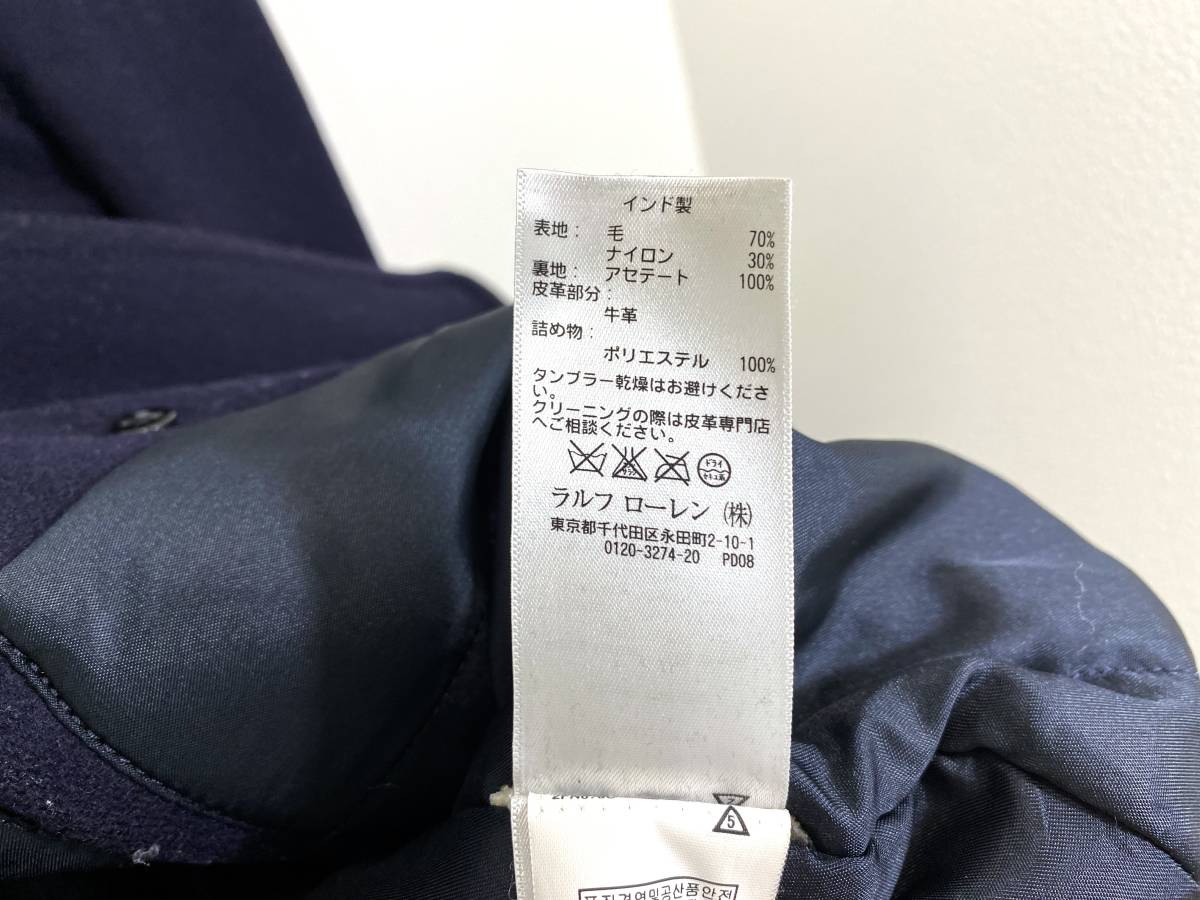 インド製
表地： 毛 70%
ナイロン 30%
裏地： アセテート 100%
皮革部分：
牛革
詰め物：
ポリエステル 100%
タンブラー乾燥はお避けくださ
い。
クリーニングの際は皮革専門店
へご相談ください。
ドライ
セキユ系
ラルフ ローレン（株）
東京都千代田区永田町2-10-1
0120-3274-20 PD08
5